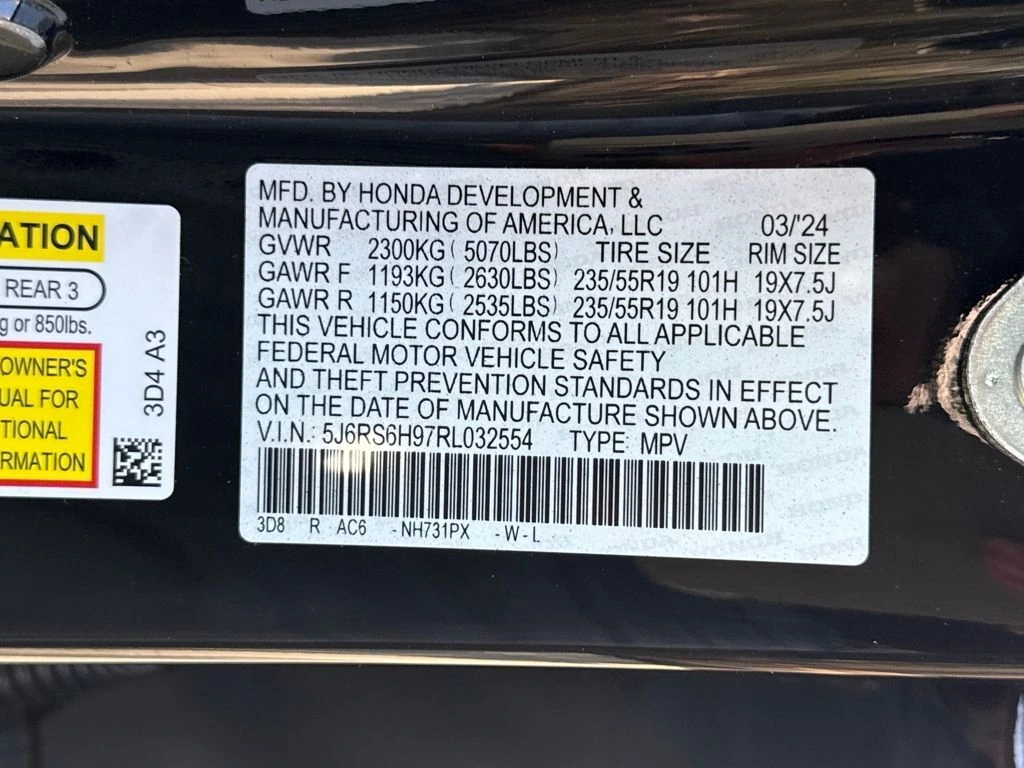 MFD. BY HONDA DEVELOPMENT &
MANUFACTURING OF AMERICA, LLC 03/'24
GVWR 2300KG ( 5070LBS) TIRE SIZE RIM SIZE
GAWR F 1193KG ( 2630LBS) 235/55R19 101H 19X7.5J
GAWR R 1150KG ( 2535LBS) 235/55R19 101H 19X7.5J
THIS VEHICLE CONFORMS TO ALL APPLICABLE
FEDERAL MOTOR VEHICLE SAFETY
AND THEFT PREVENTION STANDARDS IN EFFECT
ON THE DATE OF MANUFACTURE SHOWN ABOVE.
V.I.N.: 5J6RS6H97RL032554 TYPE: MPV
3D8 R AC6 -NH731PX -W-L
ATION
REAR 3
g or 850lbs.
OWNER'S
UAL FOR
TIONAL
RMATION
3D4 A3